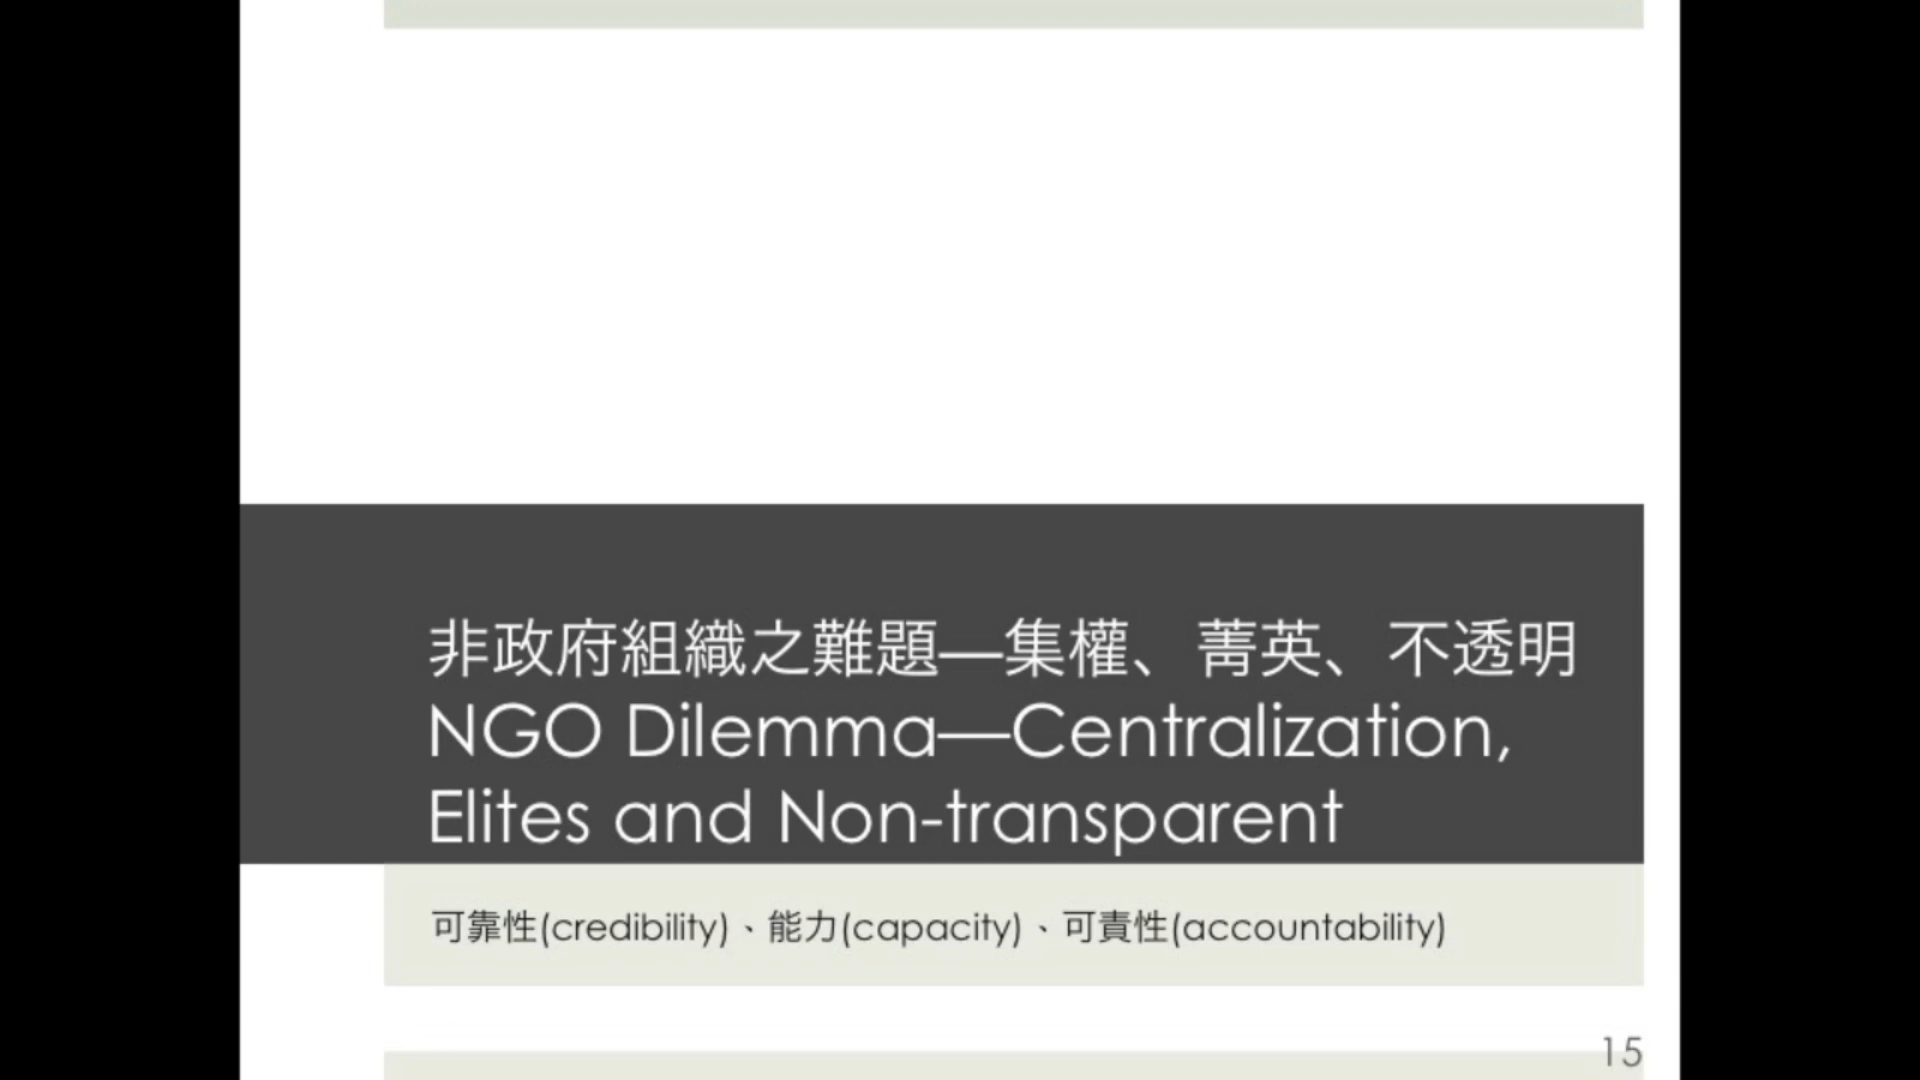 非政府組織之難題—集權、菁英、不透明
NGO Dilemma—Centralization,
Elites and Non-transparent
可靠性(credibility)、能力(capacity)、可責性(accountability)
15